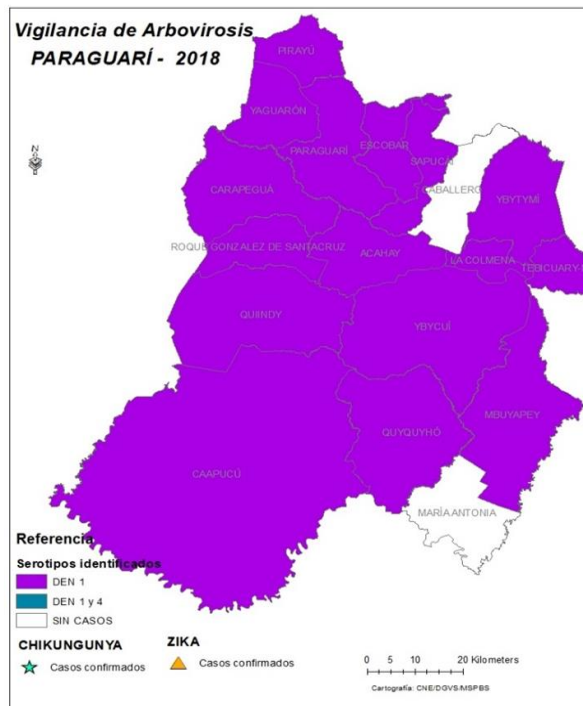 Vigilancia de Arbovirosis
PARAGUARÍ - 2018
PIRAYÚ
YAGUARÓN
PARAGUARÍ
ESCOBAR
SAPUCÁI
CABALLERO
YBYTYMÍ
CARAPEGUÁ
ROQUE GONZALEZ DE SANTACRUZ
ACAHAY
LA COLMENA
TEBICUARY-
QUIINDY
YBYCUÍ
MBUYAPEY
QUYQUYHÓ
CAAPUCÚ
MARÍA ANTONIA
N
Referencia
Serotipos identificados
DEN 1
DEN 1 y 4
SIN CASOS
CHIKUNGUNYA
Casos confirmados
ZIKA
Casos confirmados
0 5 10 20 Kilometers
Cartografía: CNE/DGVS/MSPBS